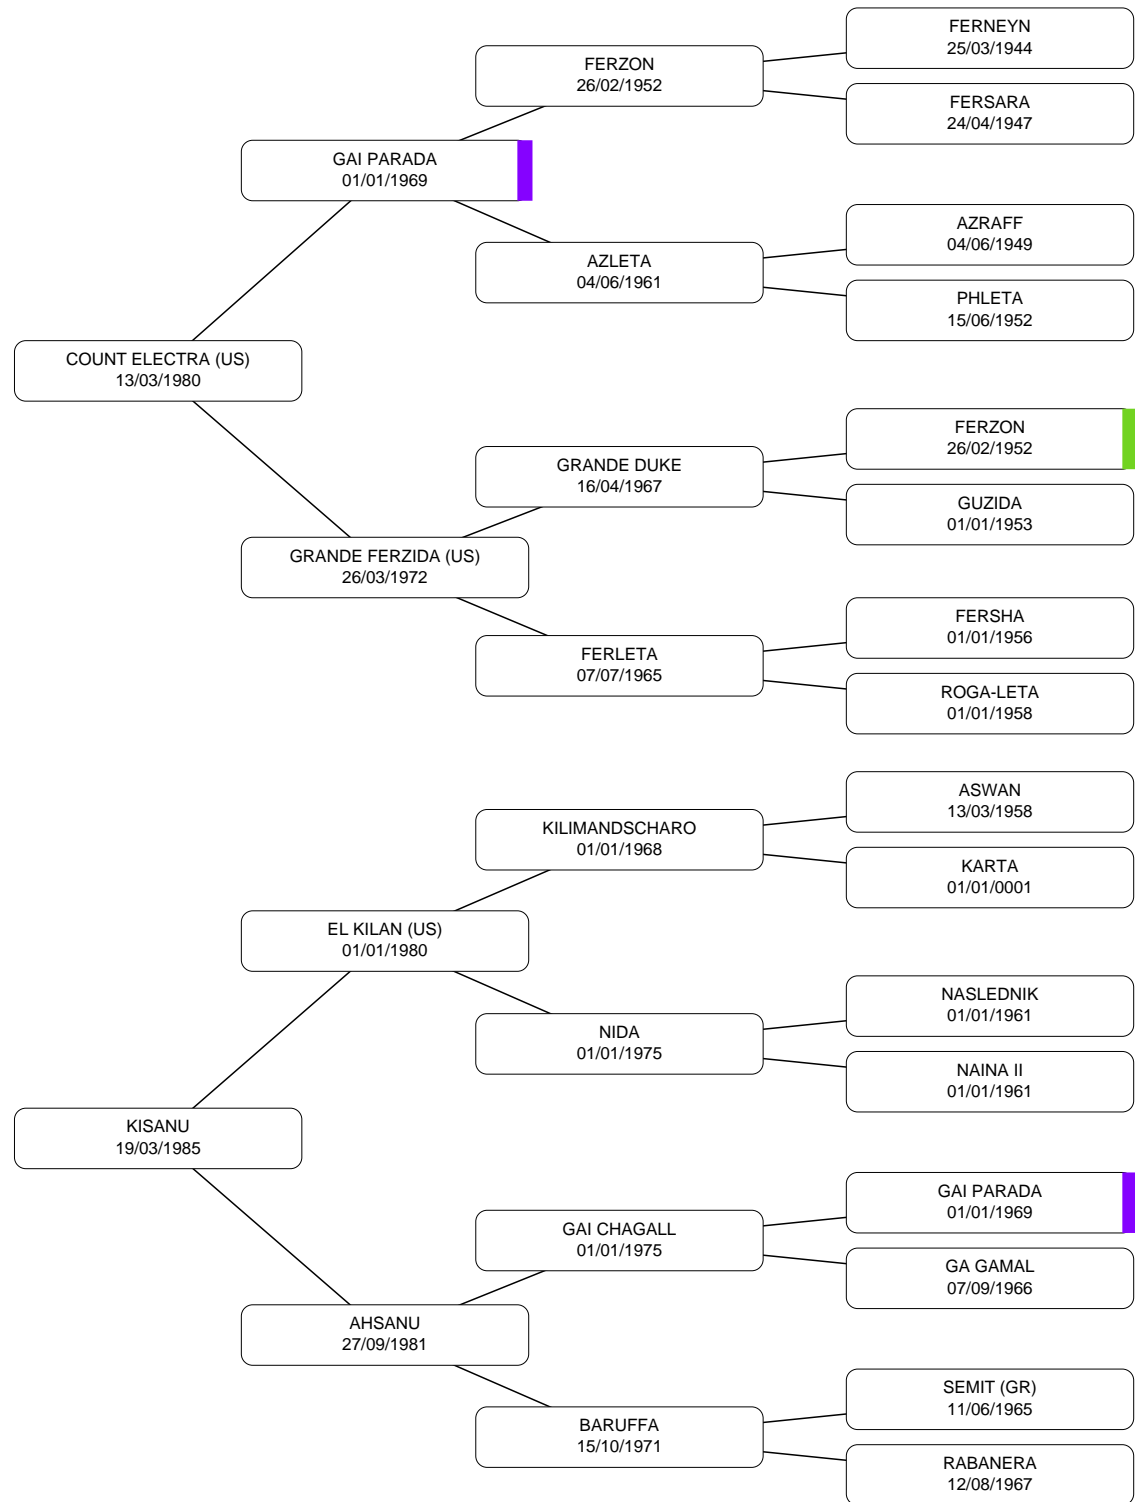 FERNEYN
25/03/1944
FERZON
26/02/1952
FERSARA
24/04/1947
GAI PARADA
01/01/1969
AZRAFF
04/06/1949
AZLETA
04/06/1961
PHLETA
15/06/1952
COUNT ELECTRA (US)
13/03/1980
FERZON
26/02/1952
GRANDE DUKE
16/04/1967
GUZIDA
01/01/1953
GRANDE FERZIDA (US)
26/03/1972
FERSHA
01/01/1956
FERLETA
07/07/1965
ROGA-LETA
01/01/1958
ASWAN
13/03/1958
KILIMANDSCHARO
01/01/1968
KARTA
01/01/0001
EL KILAN (US)
01/01/1980
NASLEDNIK
01/01/1961
NIDA
01/01/1975
NAINA II
01/01/1961
KISANU
19/03/1985
GAI PARADA
01/01/1969
GAI CHAGALL
01/01/1975
GA GAMAL
07/09/1966
AHSANU
27/09/1981
SEMIT (GR)
11/06/1965
BARUFFA
15/10/1971
RABANERA
12/08/1967